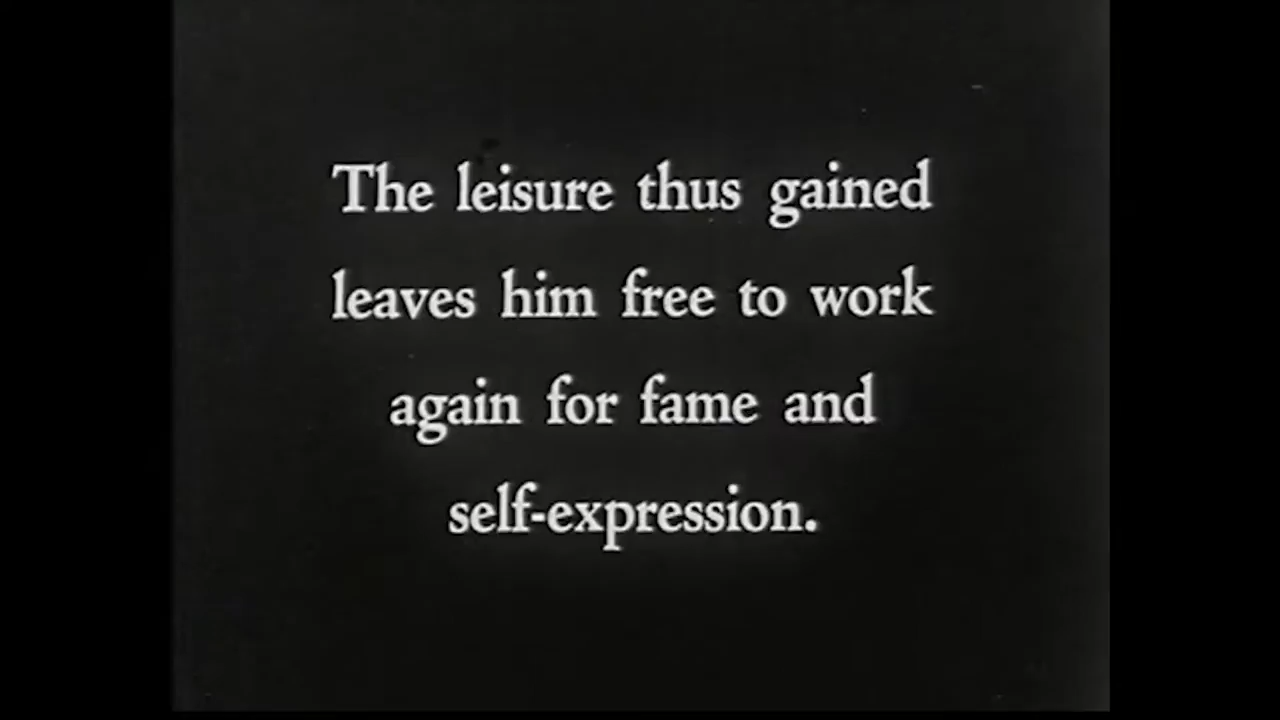 The leisure thus gained
leaves him free to work
again for fame and
self-expression.